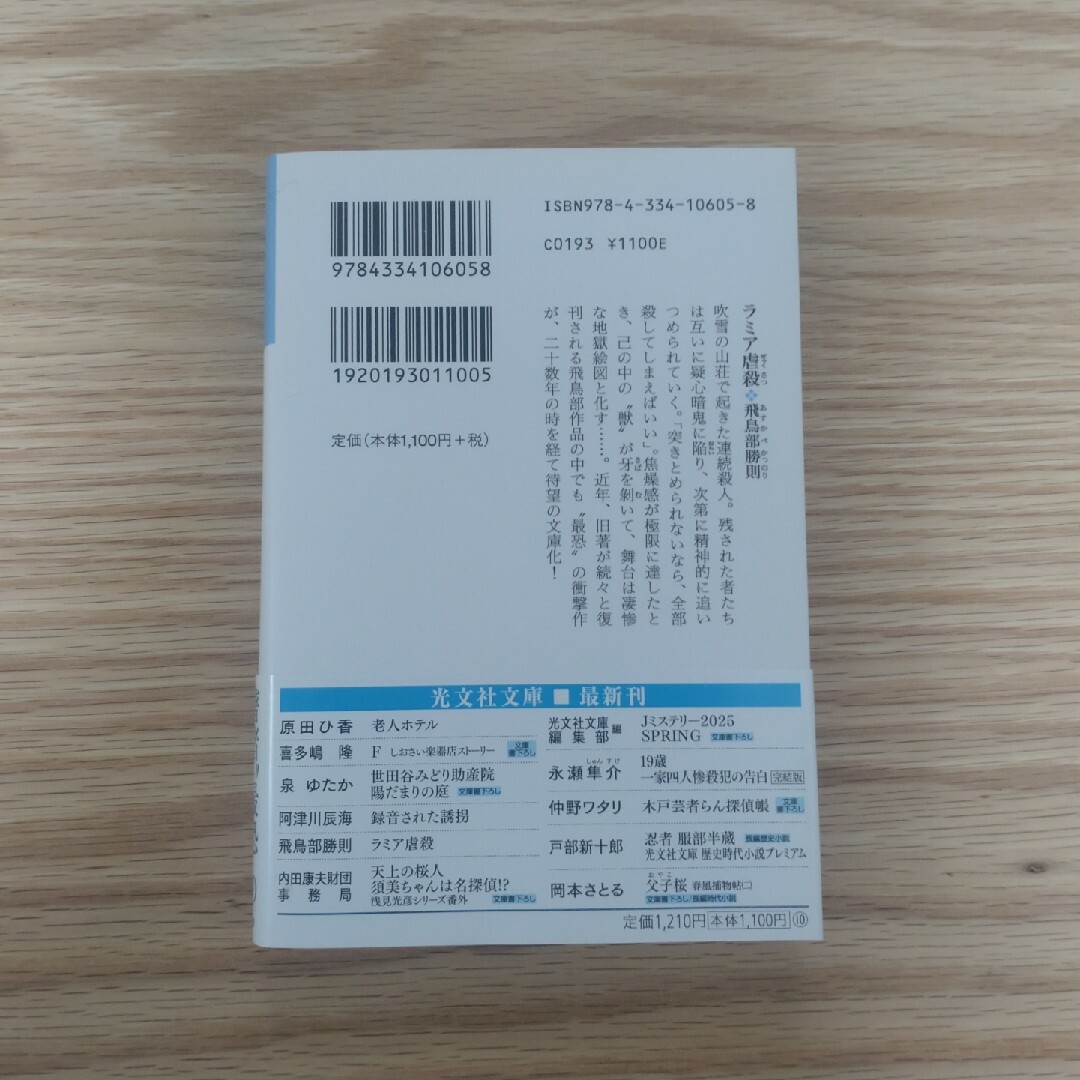 ISBN978-4-334-10605-8
C0193 ¥1100E
9784334106058
1920193011005
定価(本体1,100円+税)
ラミア虐殺 飛鳥部勝則
ぎゃくさつ あすかべかつのり
吹雪の山荘で起きた連続殺人。残された者たち
は互いに疑心暗鬼に陥り、次第に精神的に追い
つめられていく。「突きとめられないなら、全部
殺してしまえばいい」。焦燥感が極限に達したと
き、己の中の〝獣〟が牙を剝いて、舞台は凄惨
な地獄絵図と化す……。近年、旧著が続々と復
刊される飛鳥部作品の中でも〝最恐〟の衝撃作
が、二十数年の時を経て待望の文庫化!
光文社文庫 ■ 最新刊
原田ひ香 老人ホテル
喜多嶋 隆 F しおさい楽器店ストーリー 文庫書下ろし
泉 ゆたか 世田谷みどり助産院
陽だまりの庭 文庫書下ろし
阿津川辰海 録音された誘拐
飛鳥部勝則 ラミア虐殺
内田康夫財団事務局 天上の桜人
須美ちゃんは名探偵!?
浅見光彦シリーズ番外 文庫書下ろし
光文社文庫編集部 編 Jミステリー2025
SPRING 文庫書下ろし
永瀬隼介 しゅんすけ 19歳
一家四人惨殺犯の告白 完結版
仲野ワタリ 木戸芸者らん探偵帳 文庫書下ろし
戸部新十郎 忍者 服部半蔵 長編歴史小説
光文社文庫 歴史時代小説プレミアム
岡本さとる 父子桜 おやこ 春風捕物帖(二)
文庫書下ろし/長編時代小説
定価1,210円 本体1,100円 ⑩